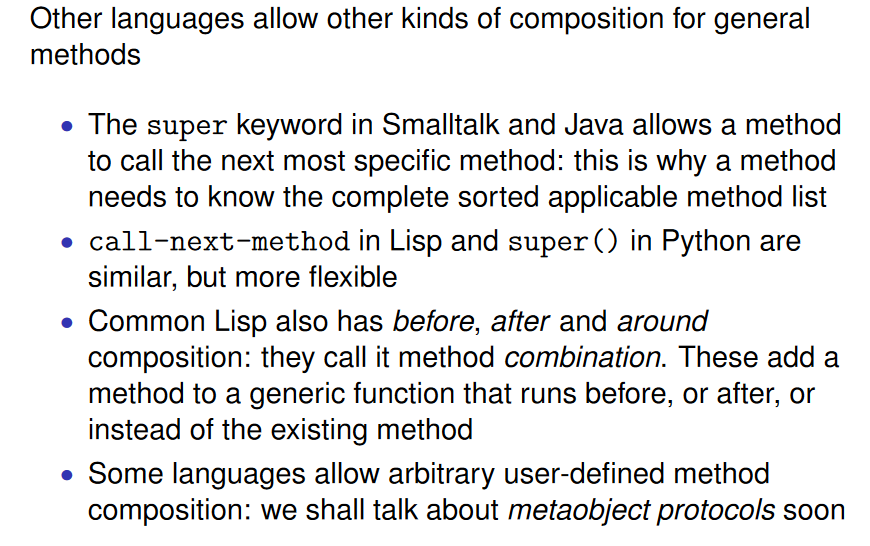 Other languages allow other kinds of composition for general
methods
• The super keyword in Smalltalk and Java allows a method
to call the next most specific method: this is why a method
needs to know the complete sorted applicable method list
• call-next-method in Lisp and super() in Python are
similar, but more flexible
• Common Lisp also has before, after and around
composition: they call it method combination. These add a
method to a generic function that runs before, or after, or
instead of the existing method
• Some languages allow arbitrary user-defined method
composition: we shall talk about metaobject protocols soon